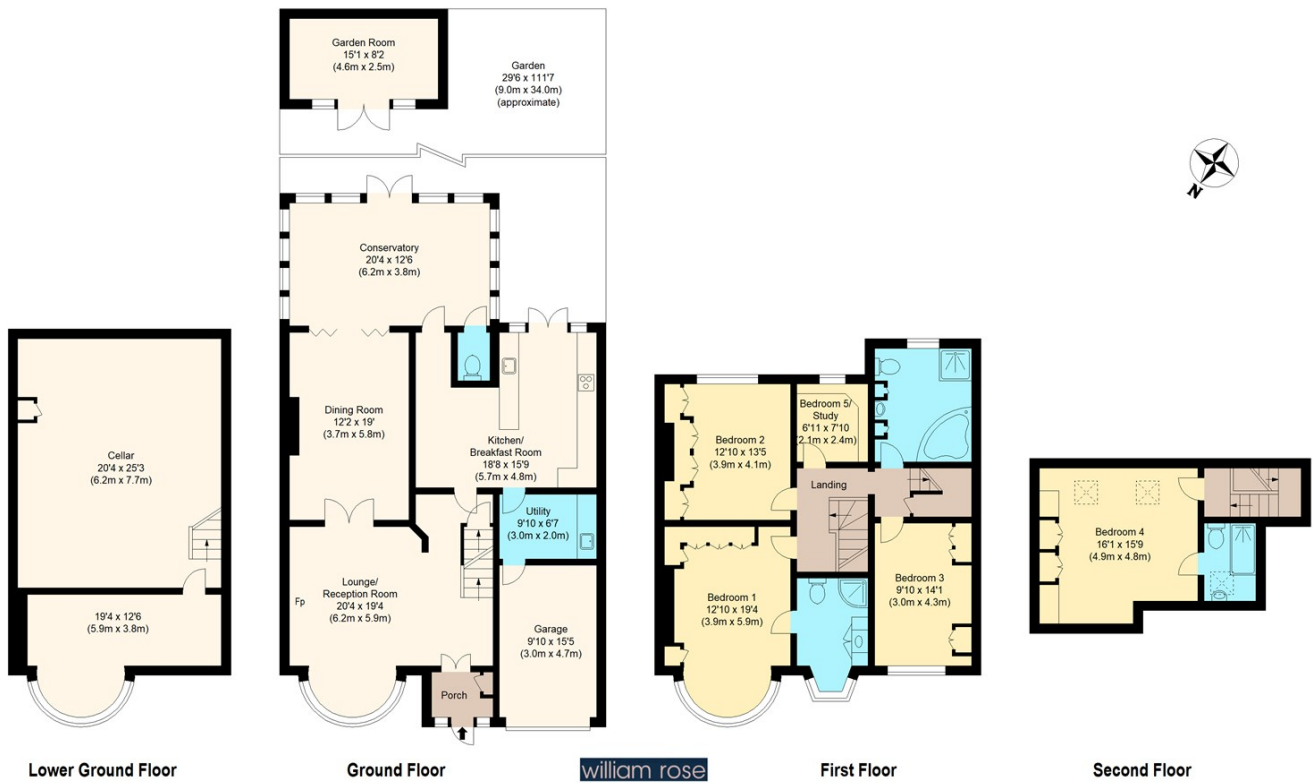 Garden Room
15'1 x 8'2
(4.6m x 2.5m)
Garden
29'6 x 111'7
(9.0m x 34.0m)
(approximate)
N
Conservatory
20'4 x 12'6
(6.2m x 3.8m)
Dining Room
12'2 x 19'
(3.7m x 5.8m)
Kitchen/
Breakfast Room
18'8 x 15'9
(5.7m x 4.8m)
Utility
9'10 x 6'7
(3.0m x 2.0m)
Lounge/
Reception Room
20'4 x 19'4
(6.2m x 5.9m)
Fp
Garage
9'10 x 15'5
(3.0m x 4.7m)
Porch
Cellar
20'4 x 25'3
(6.2m x 7.7m)
19'4 x 12'6
(5.9m x 3.8m)
Bedroom 2
12'10 x 13'5
(3.9m x 4.1m)
Bedroom 5/
Study
6'11 x 7'10
(2.1m x 2.4m)
Landing
Bedroom 1
12'10 x 19'4
(3.9m x 5.9m)
Bedroom 3
9'10 x 14'1
(3.0m x 4.3m)
Bedroom 4
16'1 x 15'9
(4.9m x 4.8m)
Lower Ground Floor
Ground Floor
william rose
First Floor
Second Floor